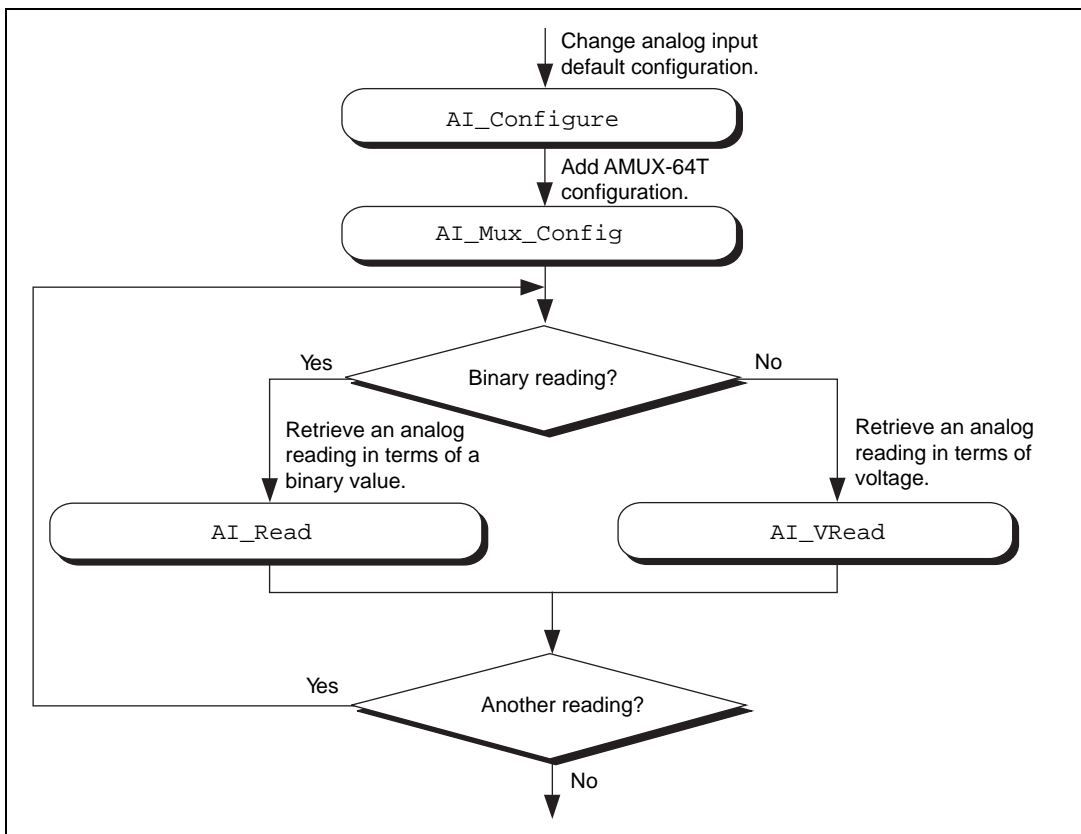 Change analog input
default configuration.
AI_Configure
Add AMUX-64T
configuration.
AI_Mux_Config
Yes
Binary reading?
No
Retrieve an analog
reading in terms of a
binary value.
Retrieve an analog
reading in terms of
voltage.
AI_Read
AI_VRead
Yes
Another reading?
No